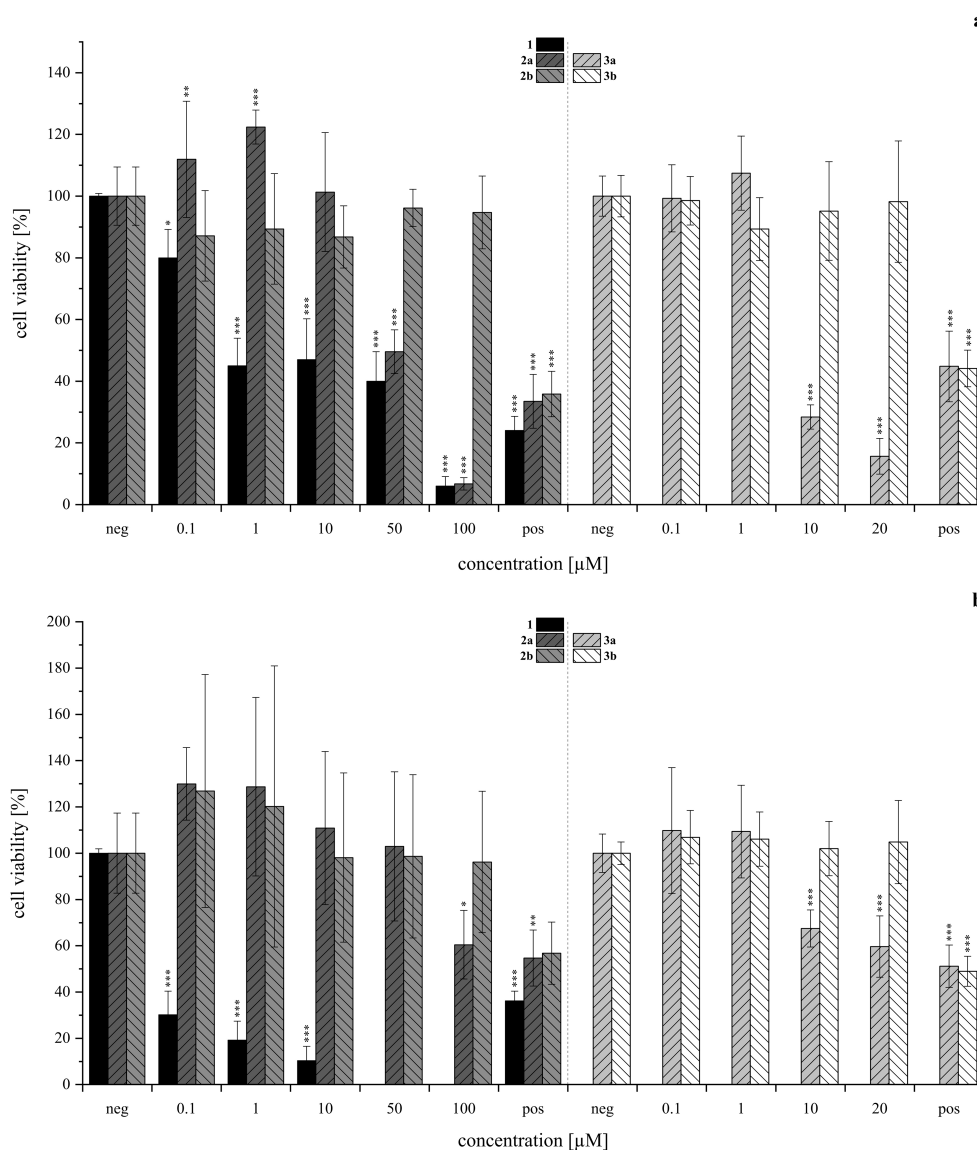 a
1
2a 3a
2b 3b
140
120
100
80
60
40
20
0
cell viability [%]
** *** * *** *** *** *** *** *** *** *** *** *** *** *** ***
neg 0.1 1 10 50 100 pos neg 0.1 1 10 20 pos
concentration [µM]
b
1
2a 3a
2b 3b
200
180
160
140
120
100
80
60
40
20
0
cell viability [%]
*** *** *** * *** ** *** *** *** ***
neg 0.1 1 10 50 100 pos neg 0.1 1 10 20 pos
concentration [µM]